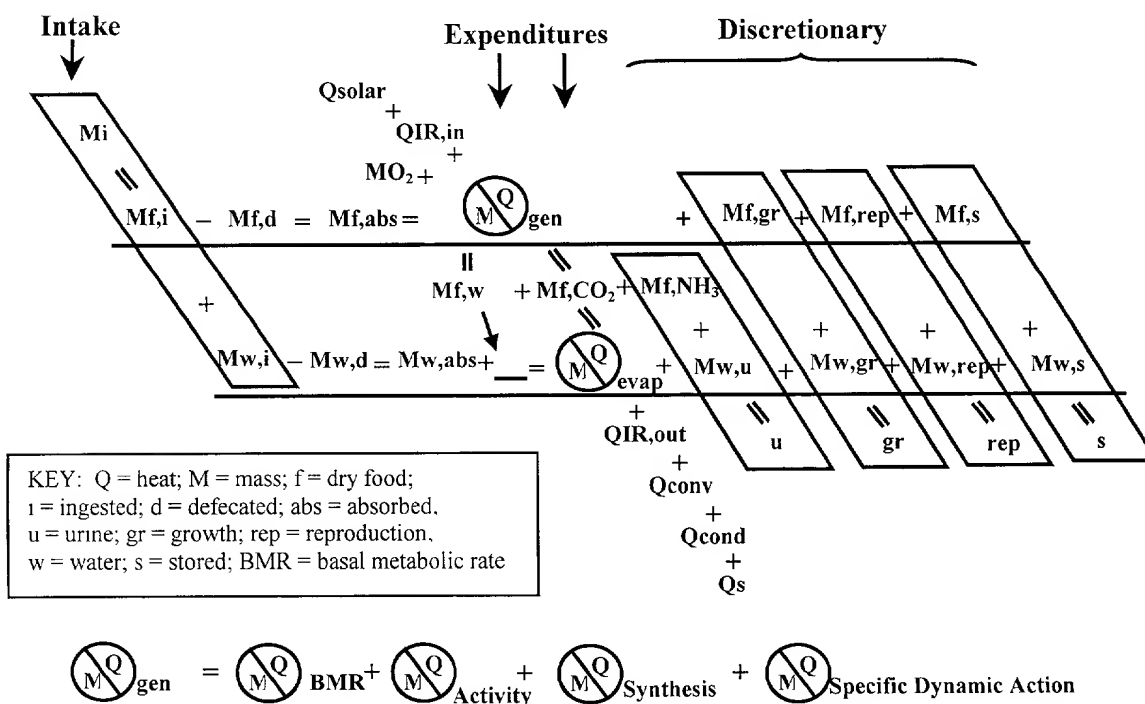 Intake
Expenditures
Discretionary
Qsolar
+
QIR,in
+
Mi
MO₂ +
=
Mf,i − Mf,d = Mf,abs = M Q gen + Mf,gr + Mf,rep + Mf,s
= =
Mf,w + Mf,CO₂ + Mf,NH₃
+ = + + + +
Mw,i − Mw,d = Mw,abs + __ = M Q evap + Mw,u + Mw,gr + Mw,rep + Mw,s
+ = = = =
QIR,out u gr rep s
+
Qconv
+
Qcond
+
Qs
KEY: Q = heat; M = mass; f = dry food;
ı = ingested; d = defecated; abs = absorbed,
u = urine; gr = growth; rep = reproduction,
w = water; s = stored; BMR = basal metabolic rate
M Q gen = M Q BMR + M Q Activity + M Q Synthesis + M Q Specific Dynamic Action